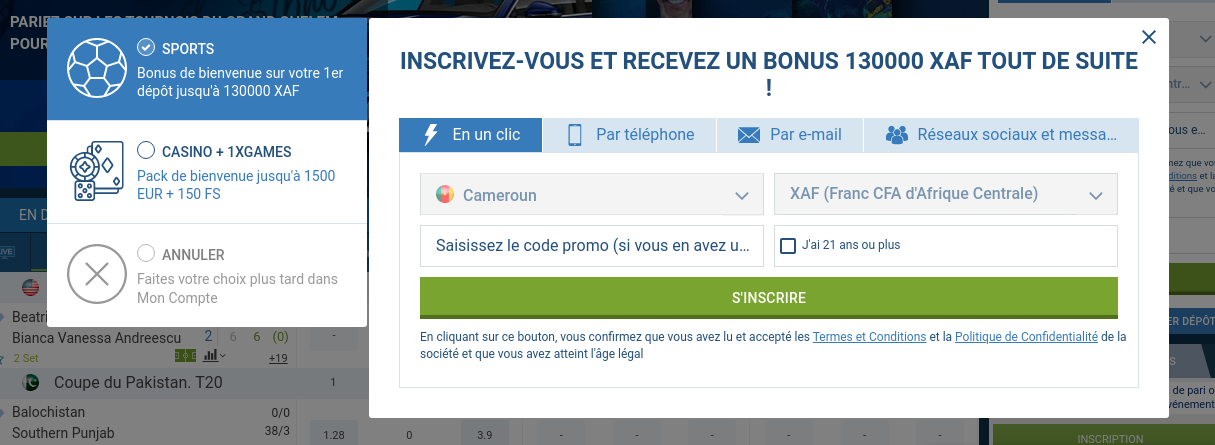 PARIEZ SUR LES TOURNOIS DU GRAND CHELEM
POUR
SPORTS
Bonus de bienvenue sur votre 1er
dépôt jusqu'à 130000 XAF
CASINO + 1XGAMES
Pack de bienvenue jusqu'à 1500
EUR + 150 FS
ANNULER
Faites votre choix plus tard dans
Mon Compte
INSCRIVEZ-VOUS ET RECEVEZ UN BONUS 130000 XAF TOUT DE SUITE
!
En un clic
Par téléphone
Par e-mail
Réseaux sociaux et messa...
Cameroun
XAF (Franc CFA d'Afrique Centrale)
Saisissez le code promo (si vous en avez u...
J'ai 21 ans ou plus
S'INSCRIRE
En cliquant sur ce bouton, vous confirmez que vous avez lu et accepté les Termes et Conditions et la Politique de Confidentialité de la
société et que vous avez atteint l'âge légal
EN D
Beatri
Bianca Vanessa Andreescu 2 6 6 (0)
2 Set +19
-
Coupe du Pakistan. T20 1
Balochistan 0/0
Southern Punjab 38/3
1.28 0 3.9 - - - - - -
INSCRIPTION